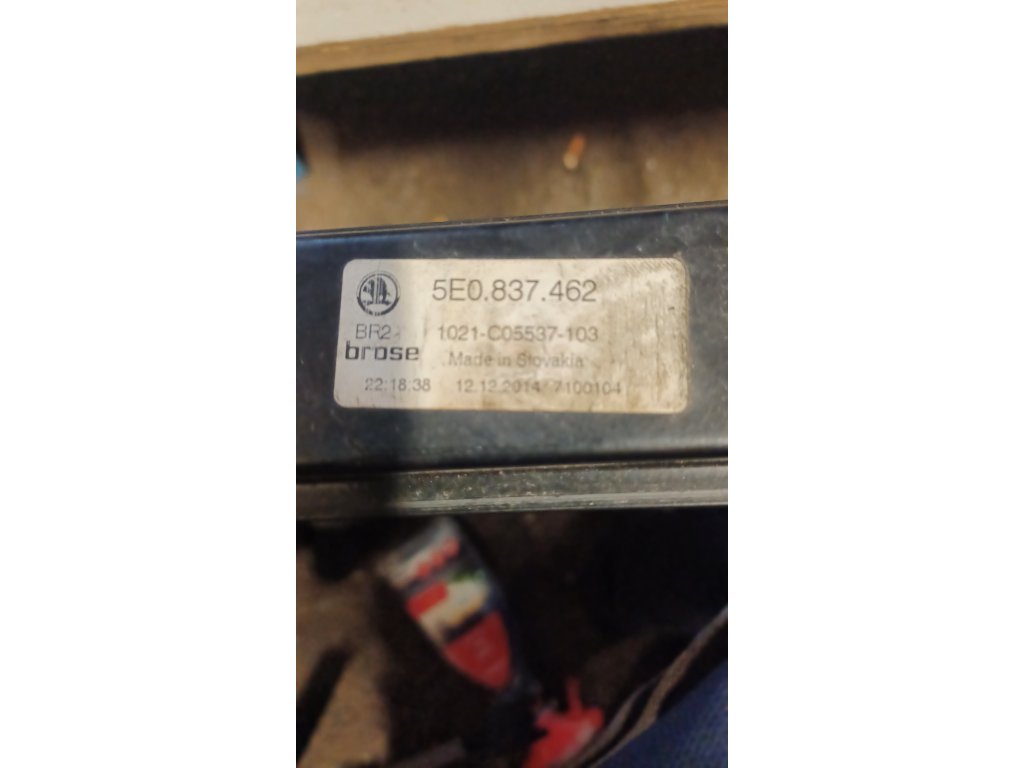 5E0.837.462
BR2 1021-C05537-103
brose Made in Slovakia
22:18:38 12.12.2014 7100104